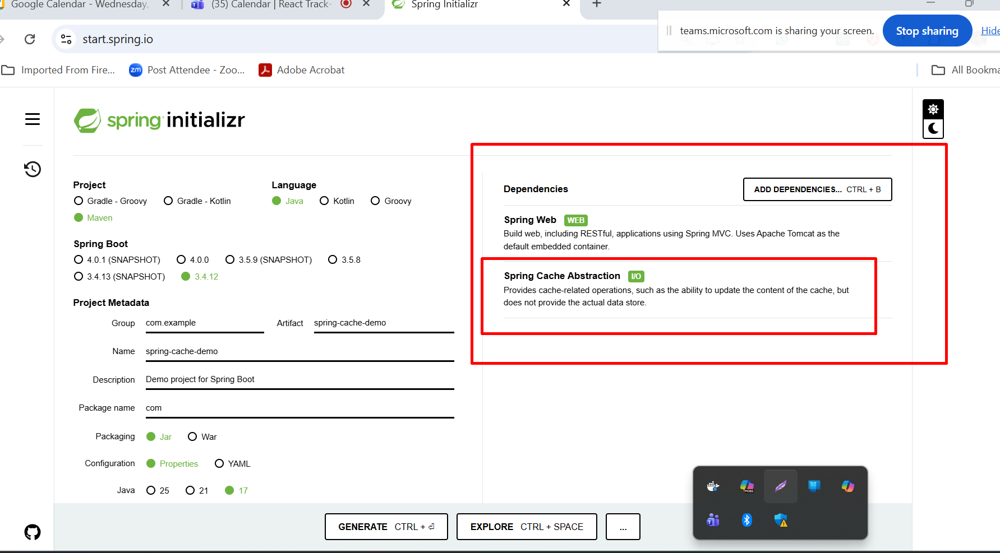 Google Calendar - Wednesday,
(35) Calendar | React Track-
Spring Initializr
start.spring.io
teams.microsoft.com is sharing your screen.
Stop sharing
Hide
Imported From Fire...
zm
Post Attendee - Zoo...
Adobe Acrobat
All Bookma
spring initializr
Project
Gradle - Groovy
Gradle - Kotlin
Maven
Language
Java
Kotlin
Groovy
Spring Boot
4.0.1 (SNAPSHOT)
4.0.0
3.5.9 (SNAPSHOT)
3.5.8
3.4.13 (SNAPSHOT)
3.4.12
Project Metadata
Group
com.example
Artifact
spring-cache-demo
Name
spring-cache-demo
Description
Demo project for Spring Boot
Package name
com
Packaging
Jar
War
Configuration
Properties
YAML
Java
25
21
17
Dependencies
ADD DEPENDENCIES... CTRL + B
Spring Web WEB
Build web, including RESTful, applications using Spring MVC. Uses Apache Tomcat as the
default embedded container.
Spring Cache Abstraction I/O
Provides cache-related operations, such as the ability to update the content of the cache, but
does not provide the actual data store.
GENERATE CTRL + ⏎
EXPLORE CTRL + SPACE
...
M365